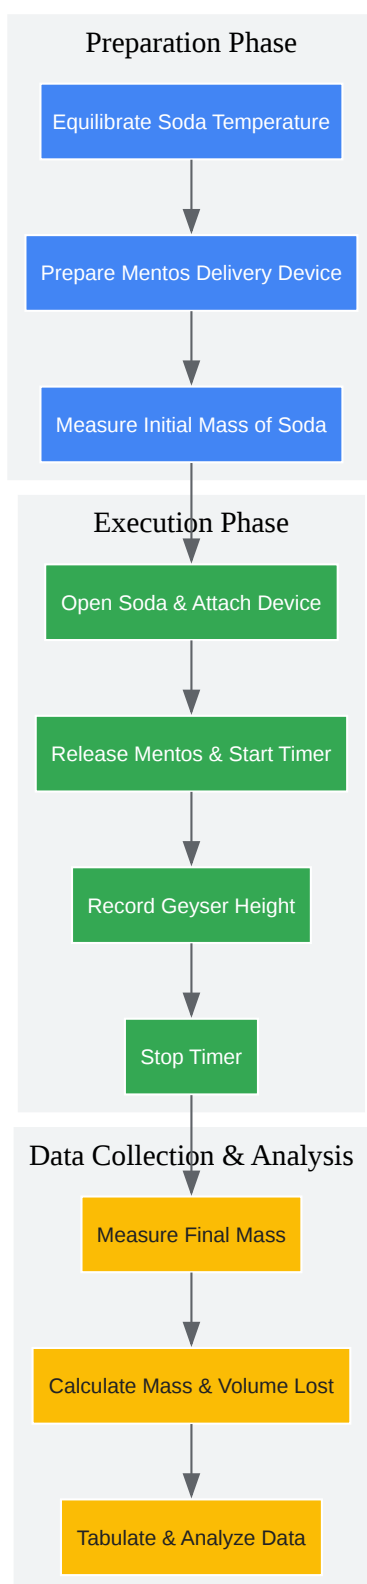 Preparation Phase
Equilibrate Soda Temperature
Prepare Mentos Delivery Device
Measure Initial Mass of Soda
Execution Phase
Open Soda & Attach Device
Release Mentos & Start Timer
Record Geyser Height
Stop Timer
Data Collection & Analysis
Measure Final Mass
Calculate Mass & Volume Lost
Tabulate & Analyze Data